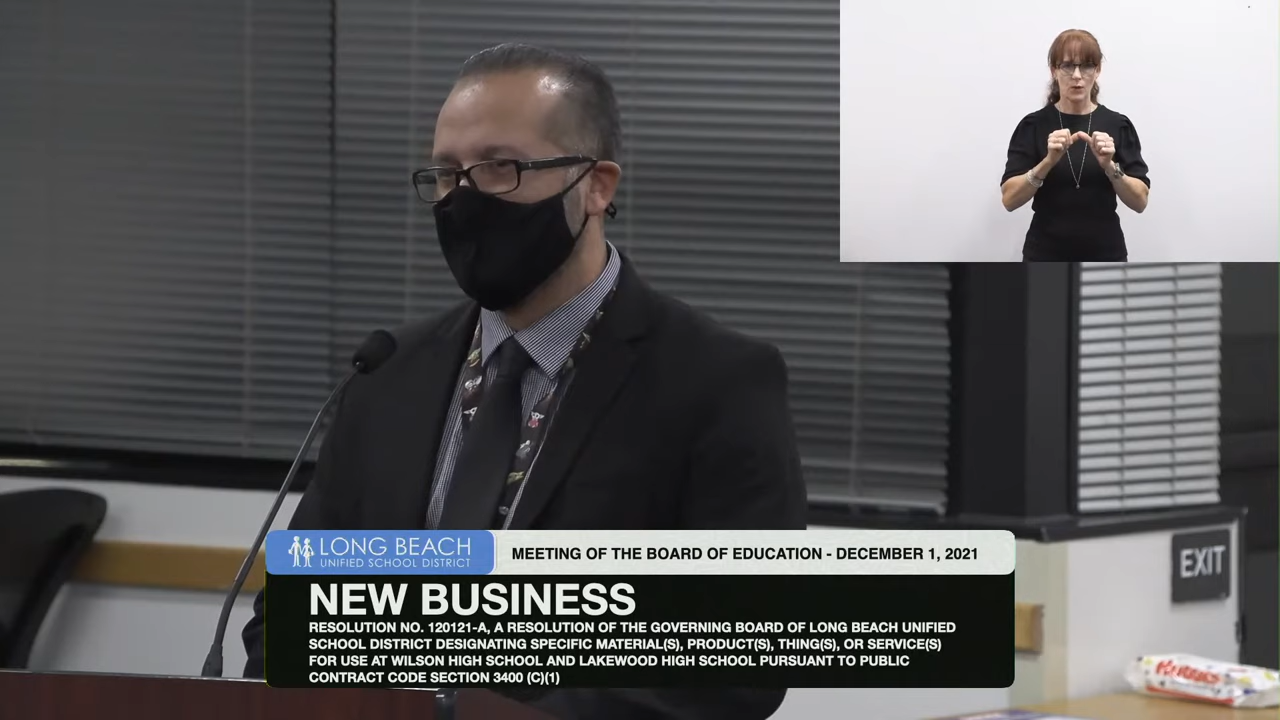 LONG BEACH
UNIFIED SCHOOL DISTRICT
MEETING OF THE BOARD OF EDUCATION - DECEMBER 1, 2021
NEW BUSINESS
RESOLUTION NO. 120121-A, A RESOLUTION OF THE GOVERNING BOARD OF LONG BEACH UNIFIED
SCHOOL DISTRICT DESIGNATING SPECIFIC MATERIAL(S), PRODUCT(S), THING(S), OR SERVICE(S)
FOR USE AT WILSON HIGH SCHOOL AND LAKEWOOD HIGH SCHOOL PURSUANT TO PUBLIC
CONTRACT CODE SECTION 3400 (C)(1)
EXIT